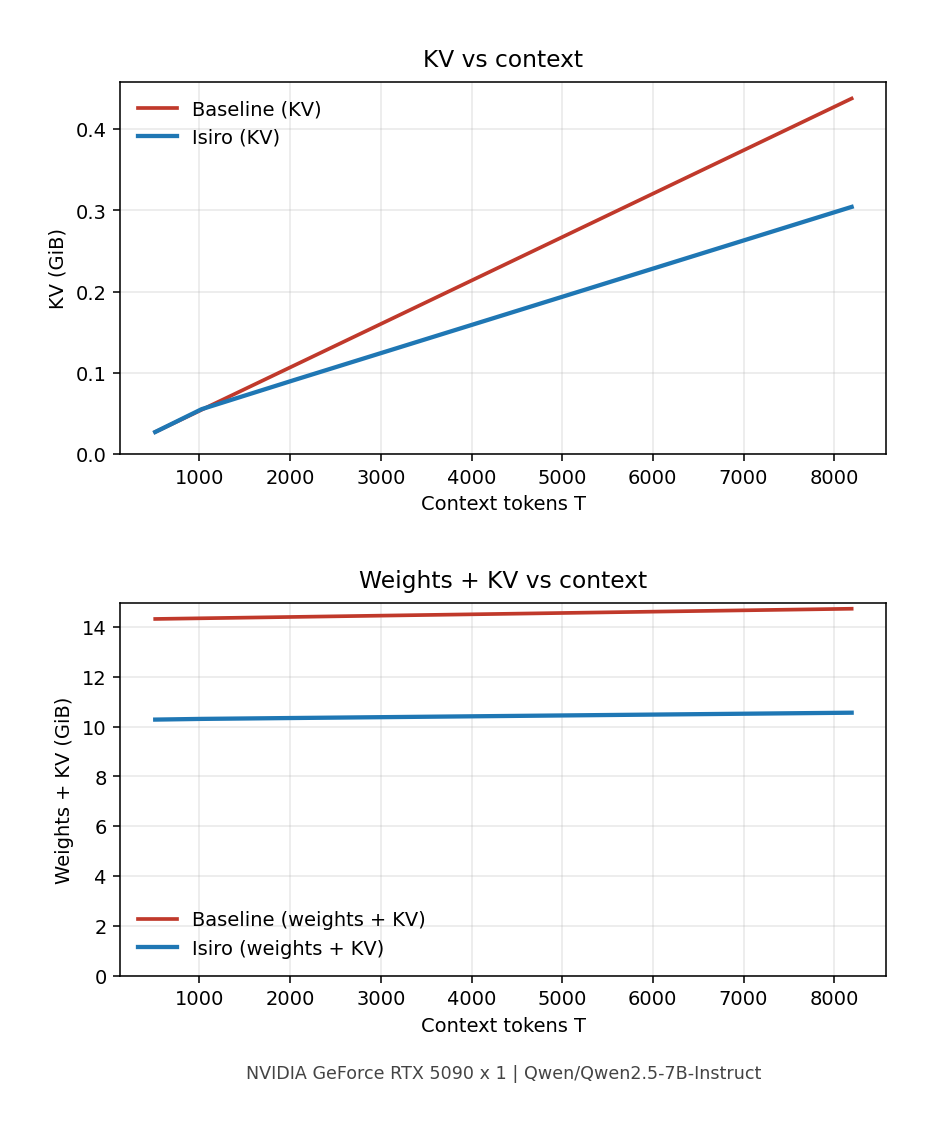 KV vs context
Baseline (KV)
Isiro (KV)
0.4
0.3
0.2
0.1
0.0
KV (GiB)
1000 2000 3000 4000 5000 6000 7000 8000
Context tokens T
Weights + KV vs context
14
12
10
8
6
4
2
0
Weights + KV (GiB)
Baseline (weights + KV)
Isiro (weights + KV)
1000 2000 3000 4000 5000 6000 7000 8000
Context tokens T
NVIDIA GeForce RTX 5090 x 1 | Qwen/Qwen2.5-7B-Instruct